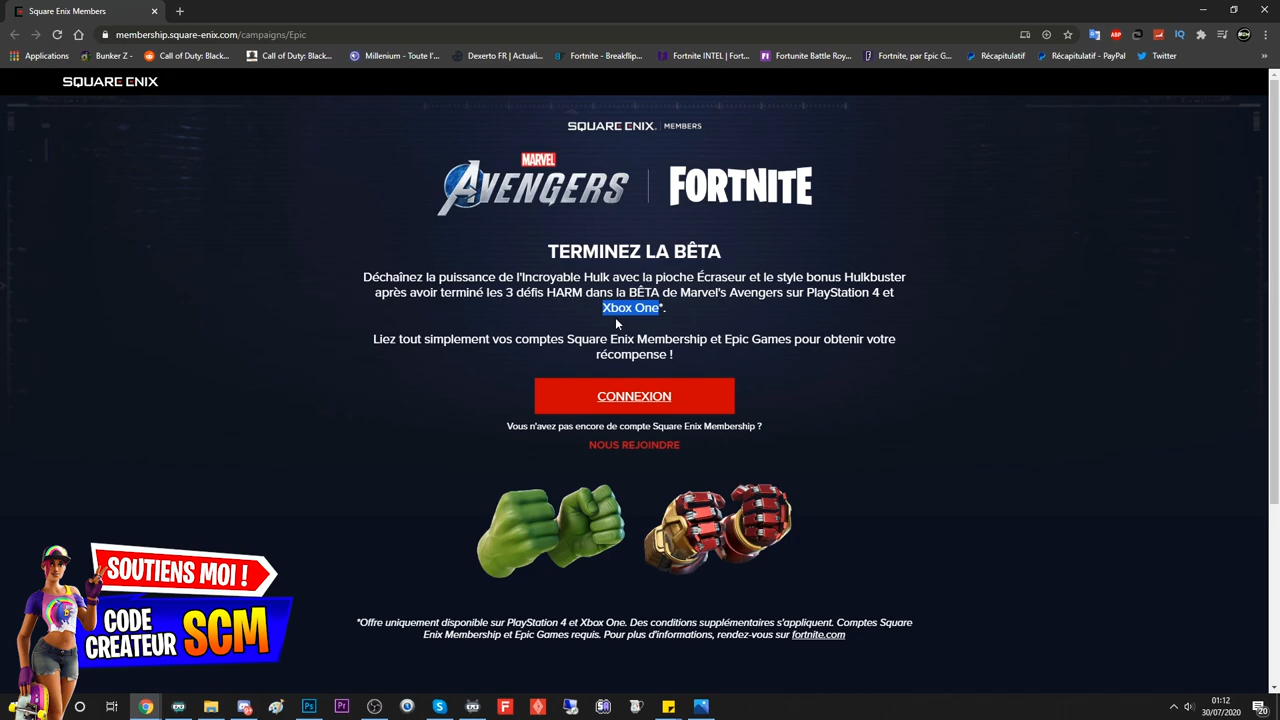 Square Enix Members
membership.square-enix.com/campaigns/Epic
Applications
Bunker Z -
Call of Duty: Black...
Call of Duty: Black...
Millenium - Toute l'...
Dexerto FR | Actuali...
Fortnite - Breakflip...
Fortnite INTEL | Fort...
Fortnite Battle Roy...
Fortnite, par Epic G...
Récapitulatif
Récapitulatif - PayPal
Twitter
SQUARE ENIX
SQUARE ENIX. | MEMBERS
MARVEL
AVENGERS
FORTNITE
TERMINEZ LA BÊTA
Déchaînez la puissance de l'Incroyable Hulk avec la pioche Écraseur et le style bonus Hulkbuster
après avoir terminé les 3 défis HARM dans la BÊTA de Marvel's Avengers sur PlayStation 4 et
Xbox One*.
Liez tout simplement vos comptes Square Enix Membership et Epic Games pour obtenir votre
récompense !
CONNEXION
Vous n'avez pas encore de compte Square Enix Membership ?
NOUS REJOINDRE
SOUTIENS MOI !
CODE
CREATEUR SCM
*Offre uniquement disponible sur PlayStation 4 et Xbox One. Des conditions supplémentaires s'appliquent. Comptes Square
Enix Membership et Epic Games requis. Pour plus d'informations, rendez-vous sur fortnite.com
01:12
30/07/2020
20